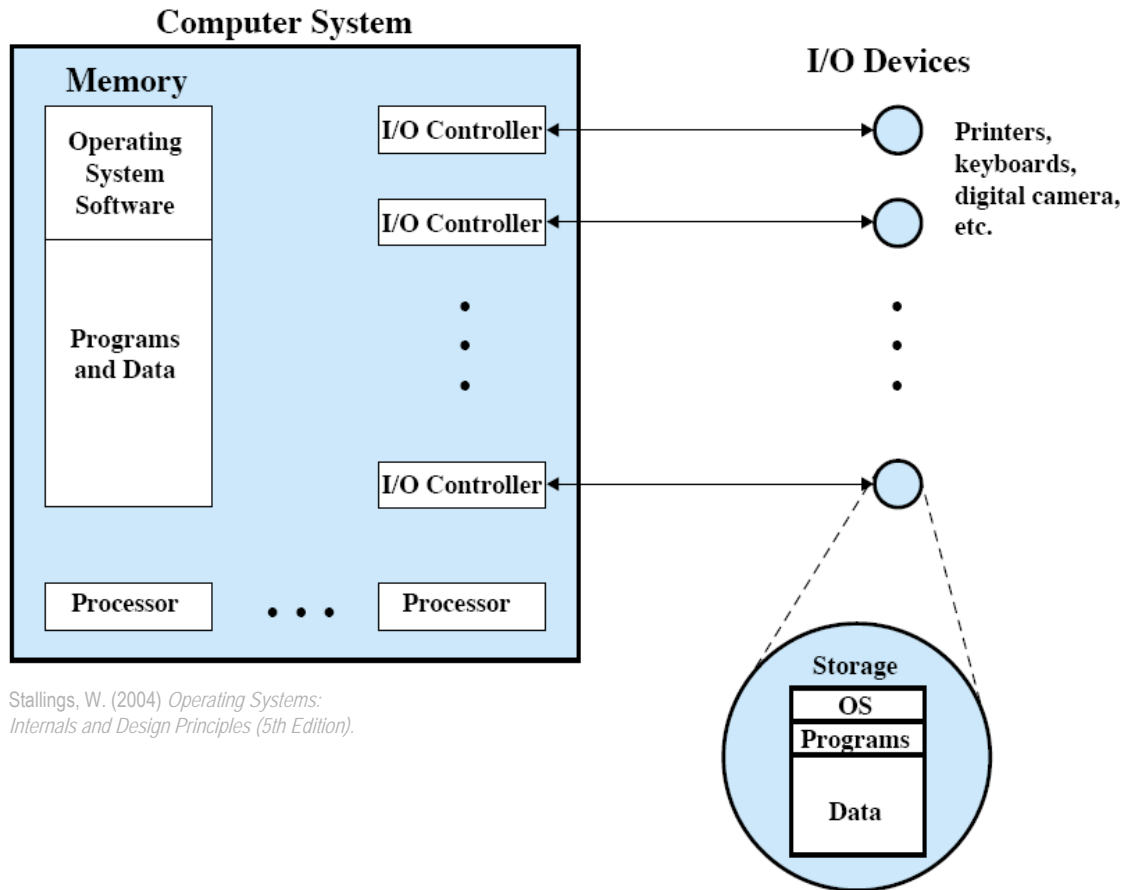 Computer System
I/O Devices
Memory
Operating
System
Software
Programs
and Data
I/O Controller
I/O Controller
I/O Controller
Processor
Processor
Printers,
keyboards,
digital camera,
etc.
Storage
OS
Programs
Data
Stallings, W. (2004) Operating Systems:
Internals and Design Principles (5th Edition).